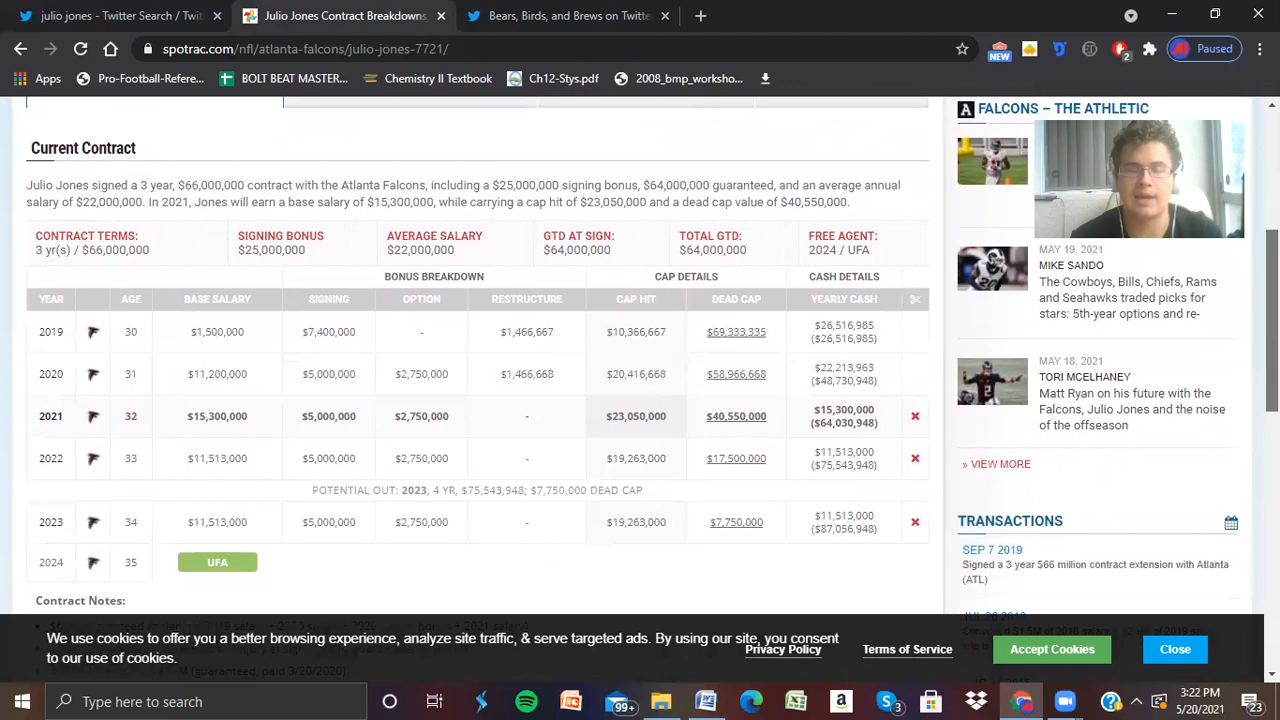 julio jones - Twitter Search / Twit
Julio Jones Contract Breakdowns,
Bears, Birds, and Brews on Twitte
spotrac.com/nfl/atlanta-falcons/julio-jones-7721/
NEW
2
Paused
Apps
Pro-Football-Refere...
BOLT BEAT MASTER...
Chemistry II Textbook
Ch12-Stys.pdf
2008_bmp_worksho...
Current Contract
Julio Jones signed a 3 year, $66,000,000 contract with the Atlanta Falcons, including a $25,000,000 signing bonus, $64,000,000 guaranteed, and an average annual
salary of $22,000,000. In 2021, Jones will earn a base salary of $15,300,000, while carrying a cap hit of $23,050,000 and a dead cap value of $40,550,000.
CONTRACT TERMS: SIGNING BONUS AVERAGE SALARY GTD AT SIGN: TOTAL GTD: FREE AGENT:
3 yr(s) / $66,000,000 $25,000,000 $22,000,000 $64,000,000 $64,000,000 2024 / UFA
BONUS BREAKDOWN CAP DETAILS CASH DETAILS
YEAR AGE BASE SALARY SIGNING OPTION RESTRUCTURE CAP HIT DEAD CAP YEARLY CASH
2019 30 $1,500,000 $7,400,000 - $1,466,667 $10,366,667 $69,333,335 $26,516,985
($26,516,985)
2020 31 $11,200,000 $5,000,000 $2,750,000 $1,466,668 $20,416,668 $58,966,668 $22,213,963
($48,730,948)
2021 32 $15,300,000 $5,000,000 $2,750,000 - $23,050,000 $40,550,000 $15,300,000
($64,030,948)
2022 33 $11,513,000 $5,000,000 $2,750,000 - $19,263,000 $17,500,000 $11,513,000
($75,543,948)
POTENTIAL OUT: 2023, 4 YR, $75,543,948; $7,750,000 DEAD CAP
2023 34 $11,513,000 $5,000,000 $2,750,000 - $19,263,000 $7,750,000 $11,513,000
($87,056,948)
2024 35 UFA
Contract Notes:
A FALCONS – THE ATHLETIC
MAY 19, 2021
MIKE SANDO
The Cowboys, Bills, Chiefs, Rams
and Seahawks traded picks for
stars: 5th-year options and re-
MAY 18, 2021
TORI MCELHANEY
Matt Ryan on his future with the
Falcons, Julio Jones and the noise
of the offseason
» VIEW MORE
TRANSACTIONS
SEP 7 2019
Signed a 3 year $66 million contract extension with Atlanta
(ATL)
We use cookies to offer you a better browsing experience, analyze site traffic, & serve targeted ads. By using our site, you consent
to our use of cookies.
Privacy Policy
Terms of Service
Accept Cookies
Close
Type here to search
99+
3
3:22 PM
5/20/2021
23